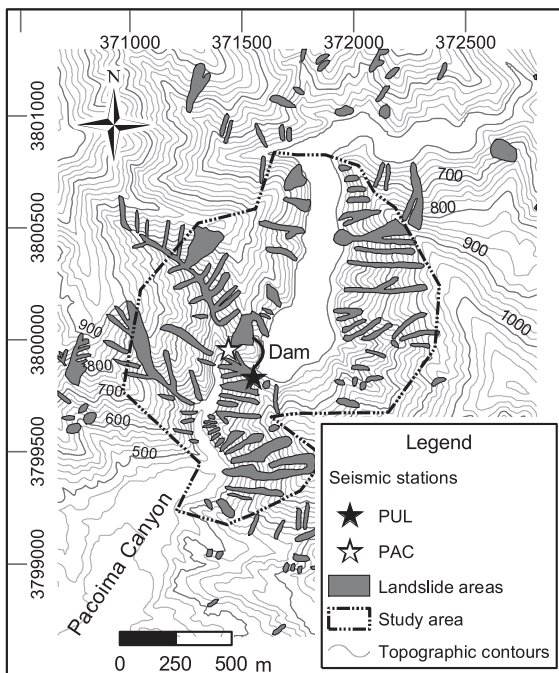 371000 371500 372000 372500
3801000
3800500
3800000
3799500
3799000
N
700
800
900
1000
900
800
700
600
500
Dam
Pacoima Canyon
0 250 500 m
Legend
Seismic stations
PUL
PAC
Landslide areas
Study area
Topographic contours